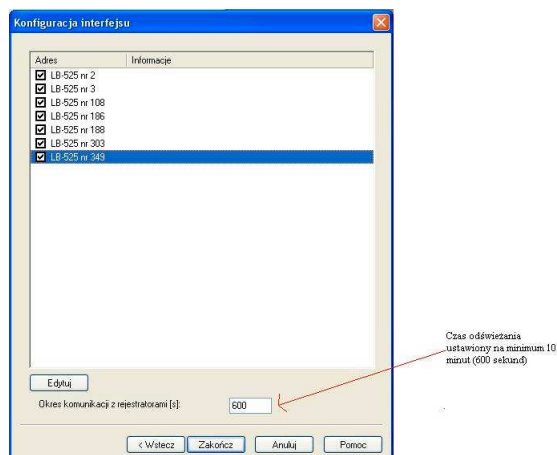 Konfiguracja interfejsu
Adres Informacje
LB-525 nr 2
LB-525 nr 3
LB-525 nr 108
LB-525 nr 186
LB-525 nr 188
LB-525 nr 303
LB-525 nr 349
Edytuj
Okres komunikacji z rejestratorami [s]: 600
< Wstecz Zakończ Anuluj Pomoc
Czas odświeżania
ustawiony na minimum 10
minut (600 sekund)